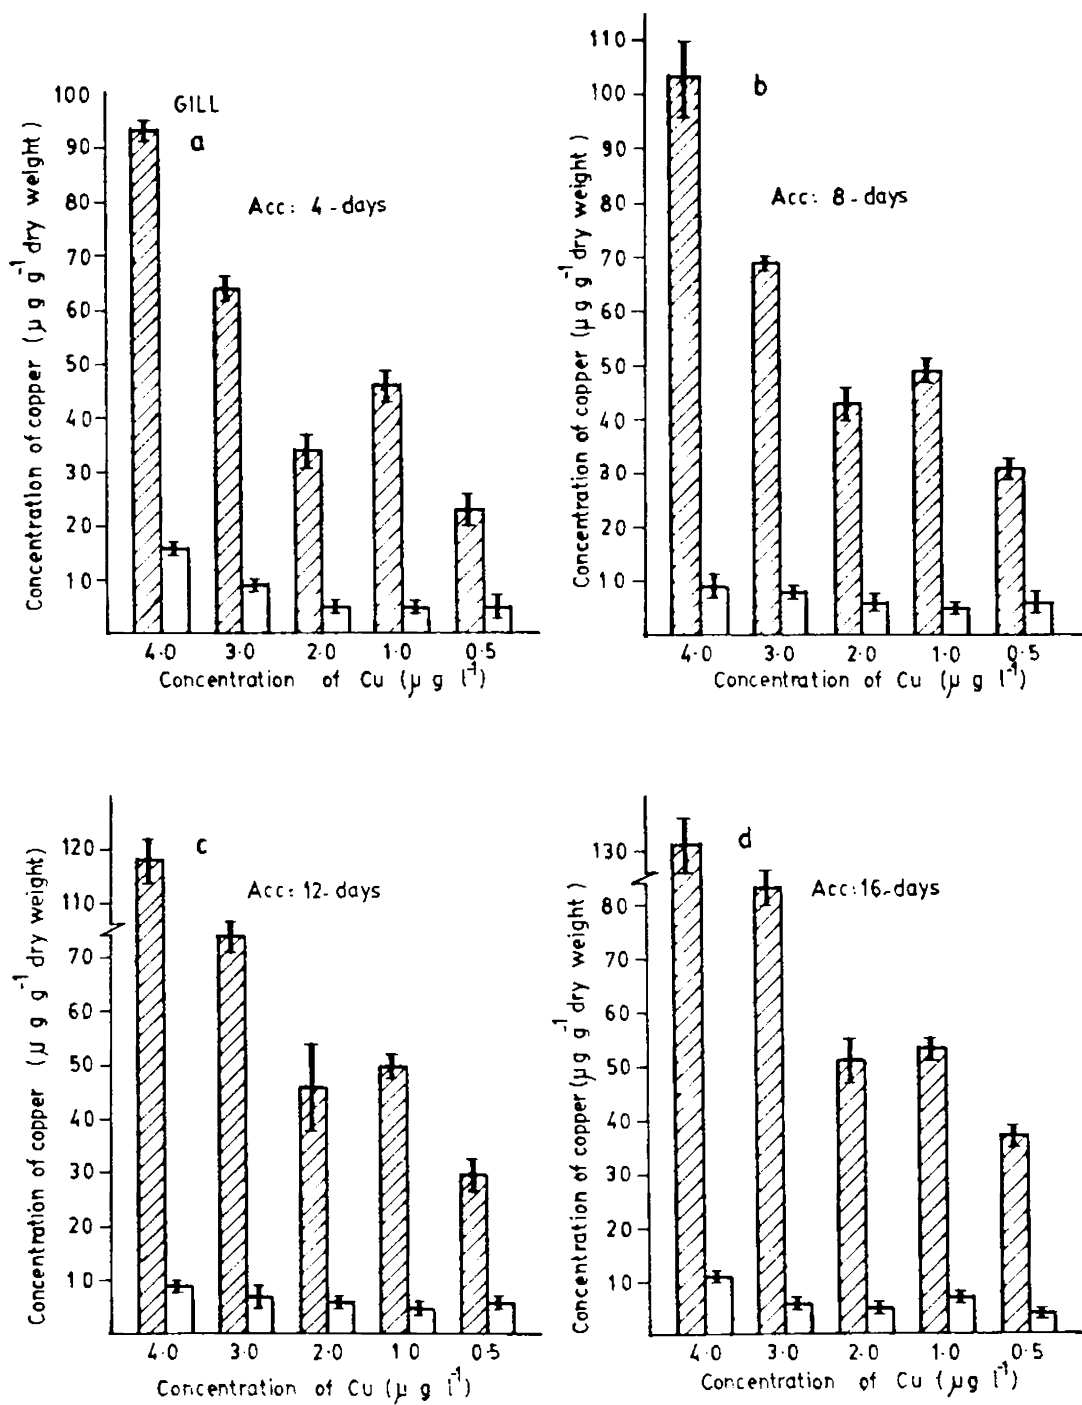 GILL
a
Acc: 4-days
Concentration of copper (µ g g⁻¹ dry weight)
100
90
80
70
60
50
40
30
20
10
4·0 3·0 2·0 1·0 0·5
Concentration of Cu (µ g l⁻¹)
b
Acc: 8-days
Concentration of copper (µ g g⁻¹ dry weight)
110
100
90
80
70
60
50
40
30
20
10
4·0 3·0 2·0 1·0 0·5
Concentration of Cu (µ g l⁻¹)
c
Acc: 12-days
Concentration of copper (µ g g⁻¹ dry weight)
120
110
70
60
50
40
30
20
10
4·0 3·0 2·0 1·0 0·5
Concentration of Cu (µ g l⁻¹)
d
Acc:16-days
Concentration of copper (µg g⁻¹ dry weight)
130
80
70
60
50
40
30
20
10
4·0 3·0 2·0 1·0 0·5
Concentration of Cu (µg l⁻¹)